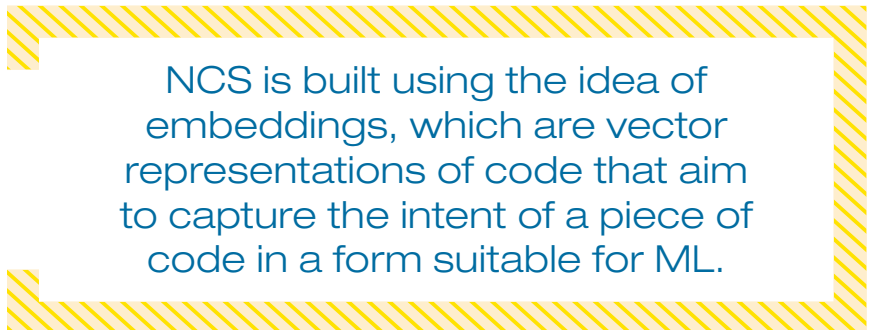 NCS is built using the idea of
embeddings, which are vector
representations of code that aim
to capture the intent of a piece of
code in a form suitable for ML.